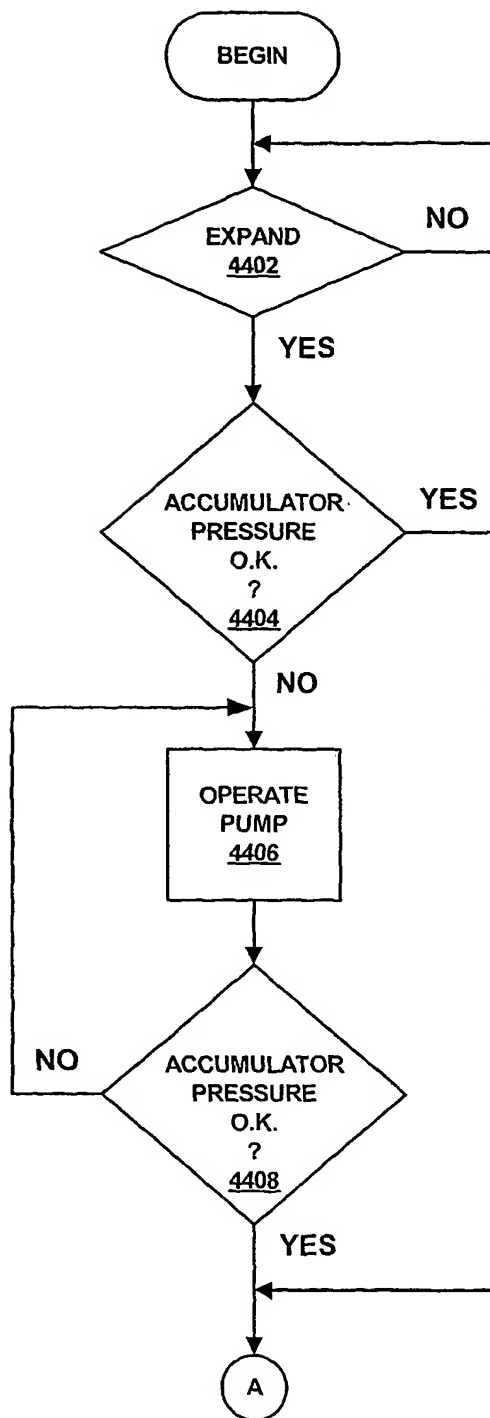 BEGIN
EXPAND
4402
NO
YES
ACCUMULATOR
PRESSURE
O.K.
?
4404
YES
NO
OPERATE
PUMP
4406
ACCUMULATOR
PRESSURE
O.K.
?
4408
NO
YES
A